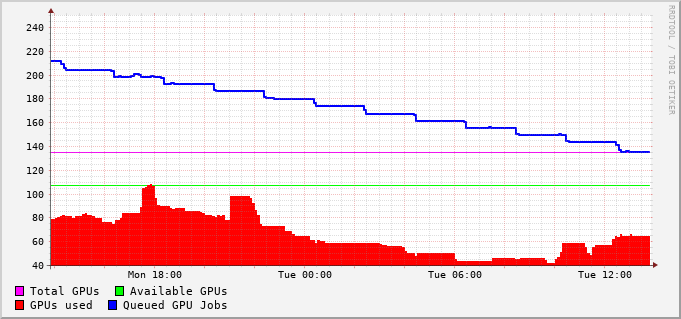 RRDTOOL / TOBI OETIKER
240
220
200
180
160
140
120
100
80
60
40
Mon 18:00 Tue 00:00 Tue 06:00 Tue 12:00
Total GPUs Available GPUs
GPUs used Queued GPU Jobs